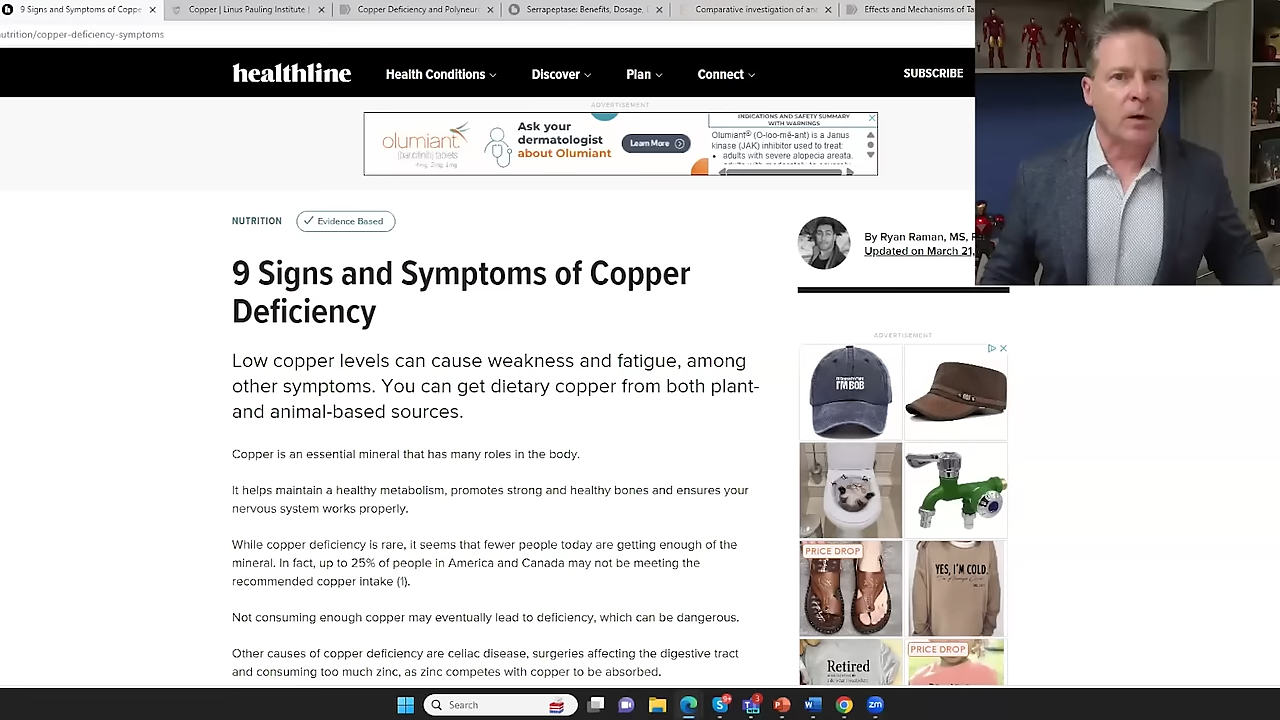 9 Signs and Symptoms of Coppe
Copper | Linus Pauling Institute |
Copper Deficiency and Polyneur
Serrapeptase: Benefits, Dosage,
Comparative investigation of an
Effects and Mechanisms of Ta
utrition/copper-deficiency-symptoms
healthline
Health Conditions
Discover
Plan
Connect
SUBSCRIBE
ADVERTISEMENT
olumiant
(baricitinib) tablets
Ask your
dermatologist
about Olumiant
Learn More
INDICATIONS AND SAFETY SUMMARY
WITH WARNINGS
Olumiant® (O-loo-mē-ant) is a Janus
kinase (JAK) inhibitor used to treat:
adults with severe alopecia areata.
NUTRITION
Evidence Based
By Ryan Raman, MS,
Updated on March 21,
9 Signs and Symptoms of Copper
Deficiency
Low copper levels can cause weakness and fatigue, among
other symptoms. You can get dietary copper from both plant-
and animal-based sources.
Copper is an essential mineral that has many roles in the body.
It helps maintain a healthy metabolism, promotes strong and healthy bones and ensures your
nervous system works properly.
While copper deficiency is rare, it seems that fewer people today are getting enough of the
mineral. In fact, up to 25% of people in America and Canada may not be meeting the
recommended copper intake (1).
Not consuming enough copper may eventually lead to deficiency, which can be dangerous.
Other causes of copper deficiency are celiac disease, surgeries affecting the digestive tract
and consuming too much zinc, as zinc competes with copper to be absorbed.
ADVERTISEMENT
I'M BOB
PRICE DROP
YES, I'M COLD.
Retired
PRICE DROP
Search